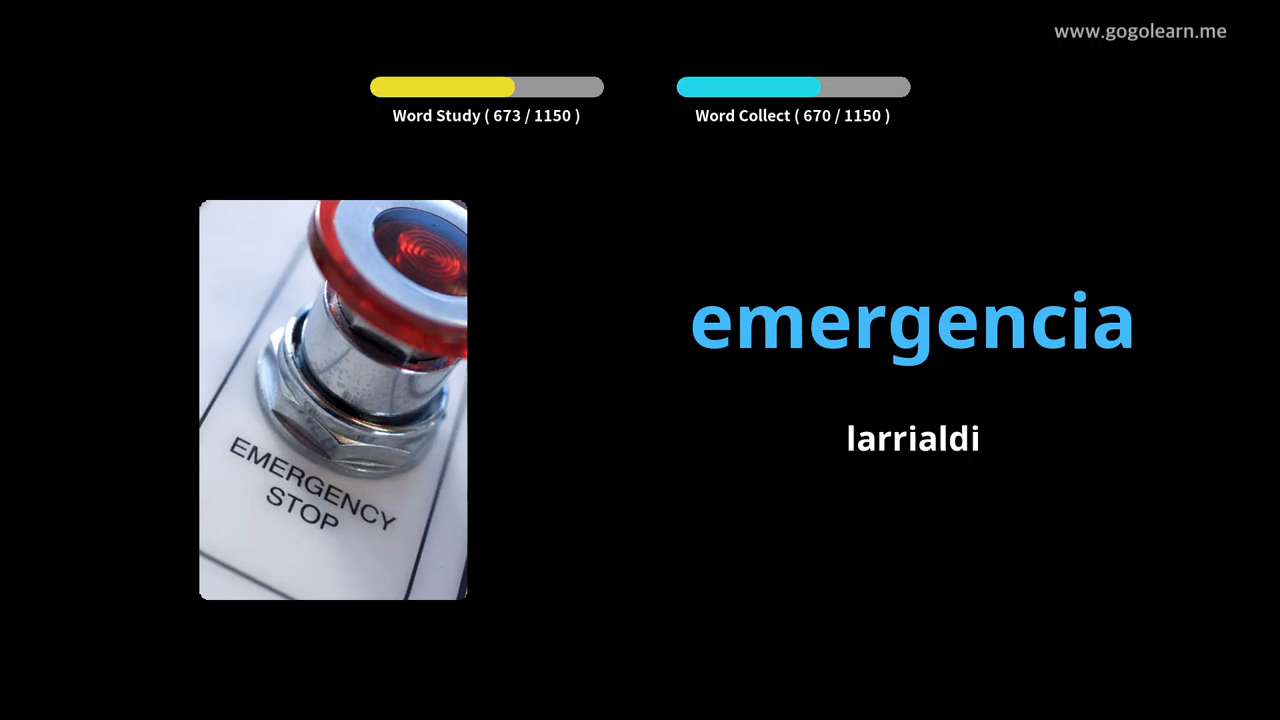 www.gogolearn.me
Word Study ( 673 / 1150 )
Word Collect ( 670 / 1150 )
emergencia
larrialdi
EMERGENCY
STOP